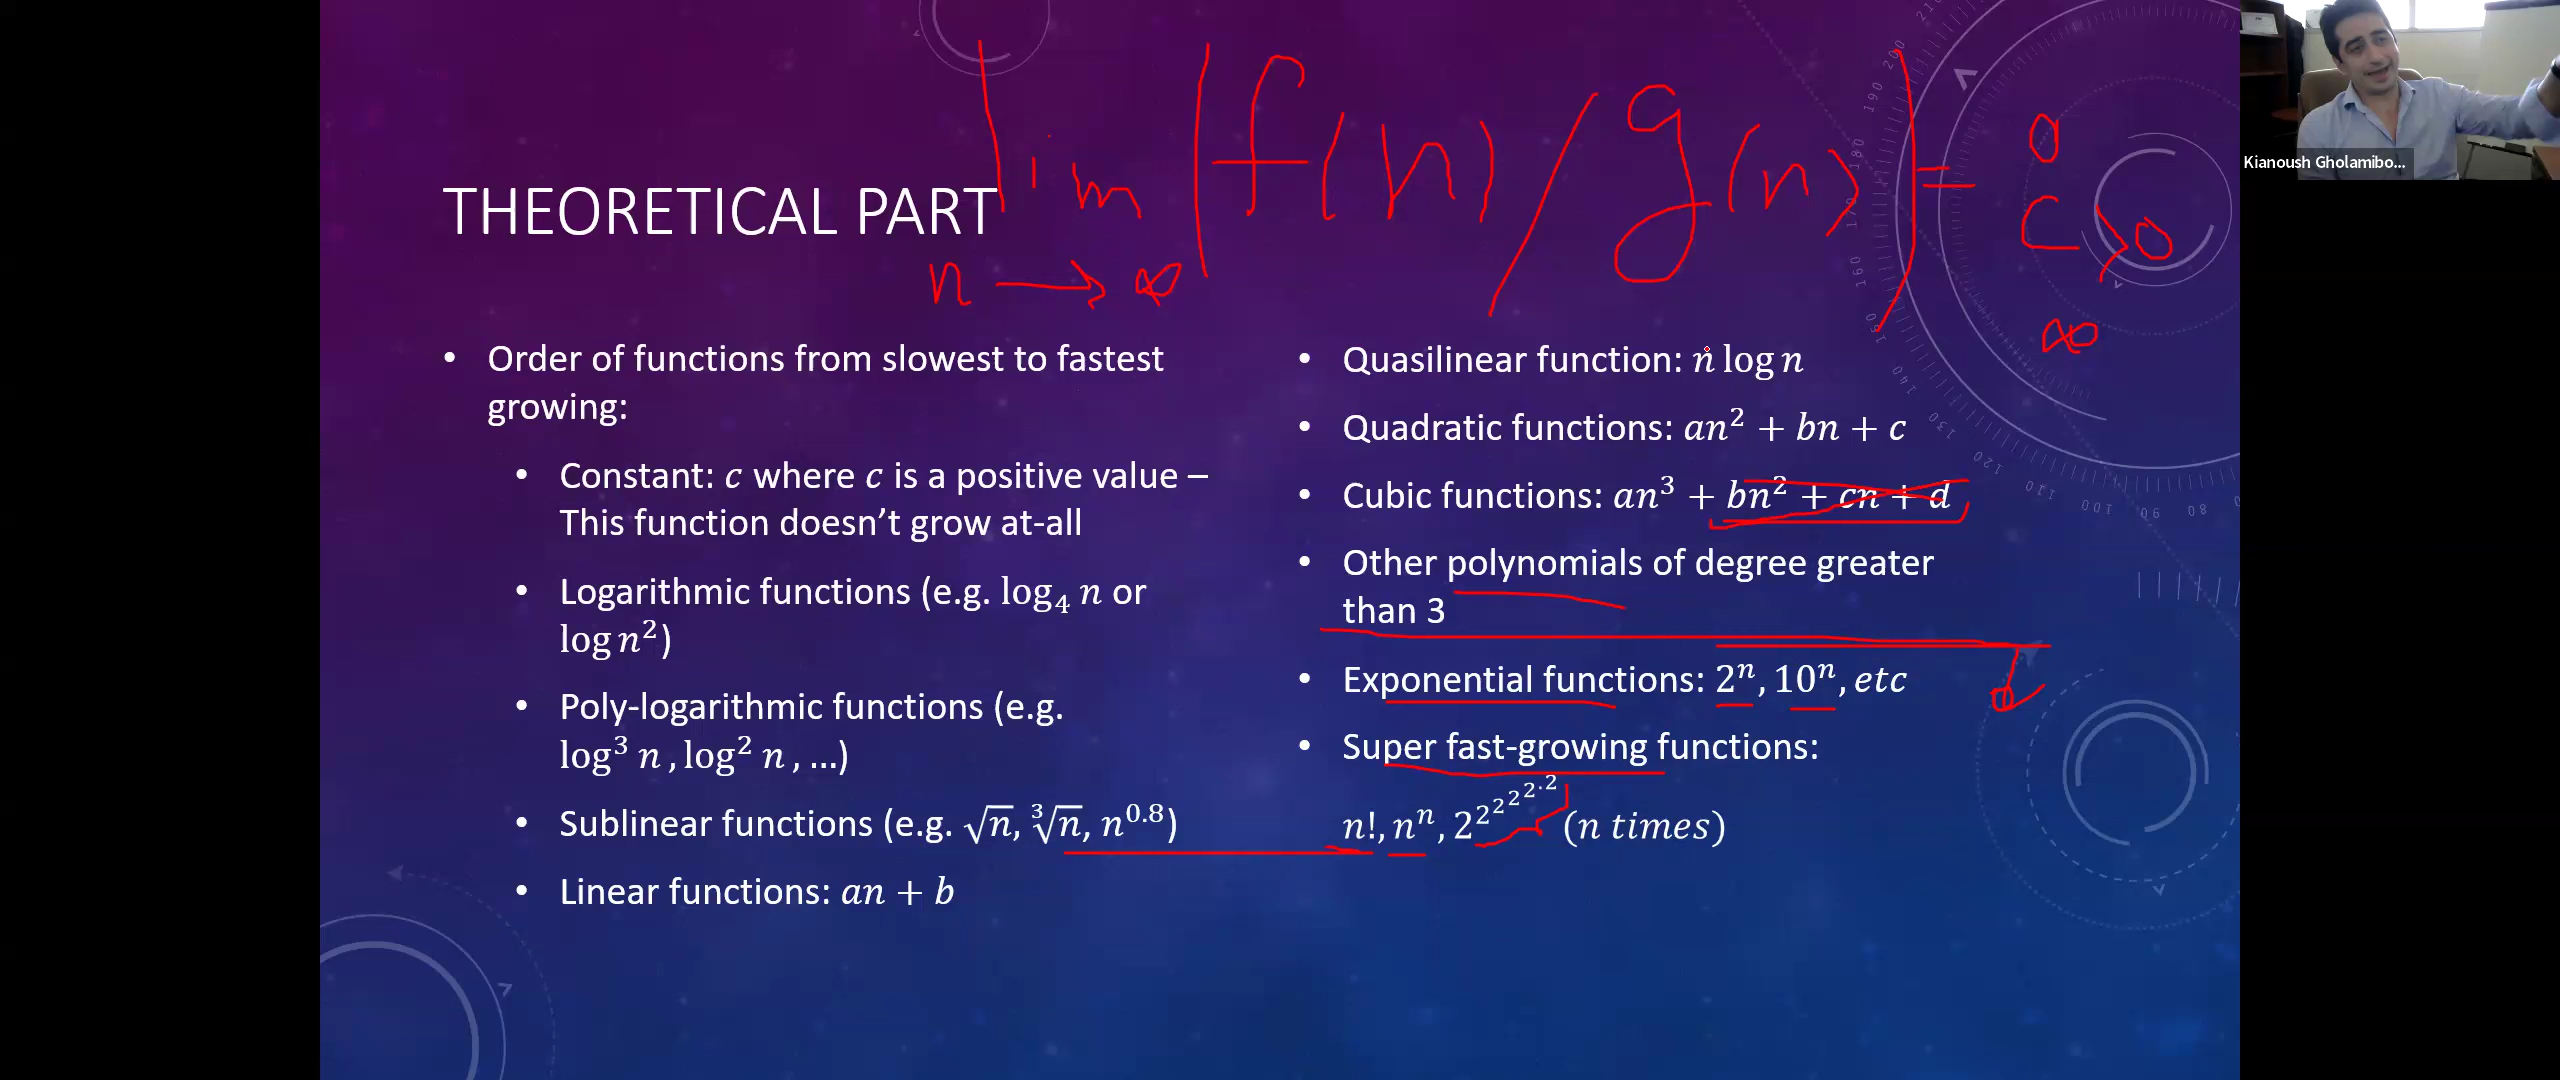 lim |f(n)/g(n)| = 0
n → ∞
c > 0
∞
THEORETICAL PART
• Order of functions from slowest to fastest
growing:
• Constant: c where c is a positive value –
This function doesn’t grow at-all
• Logarithmic functions (e.g. log₄ n or
log n²)
• Poly-logarithmic functions (e.g.
log³ n , log² n , …)
• Sublinear functions (e.g. √n, ∛n, n^0.8)
• Linear functions: an + b
• Quasilinear function: n log n
• Quadratic functions: an² + bn + c
• Cubic functions: an³ + bn² + cn + d
• Other polynomials of degree greater
than 3
• Exponential functions: 2ⁿ, 10ⁿ, etc
• Super fast-growing functions:
n!, nⁿ, 2^2^2^2^2^.^2 (n times)
Kianoush Gholamibo...